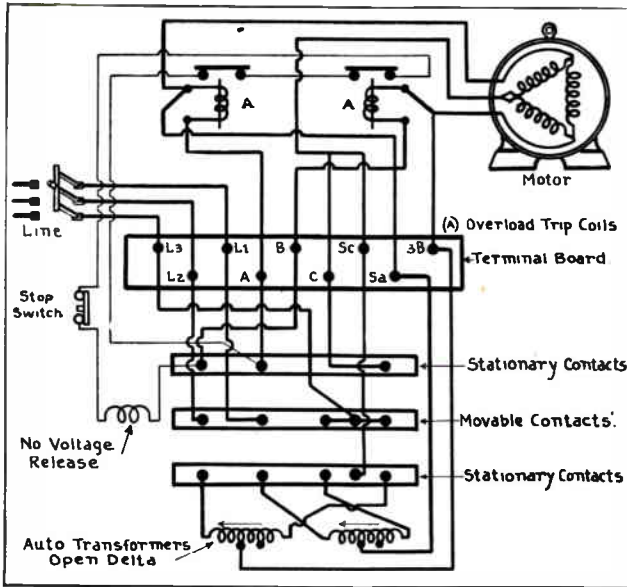 A
A
Motor
Line
(A) Overload Trip Coils
L3 L1 B Sc 3B
Terminal Board
L2 A C Sa
Stop
Switch
Stationary Contacts
Movable Contacts.
No Voltage
Release
Stationary Contacts
Auto Transformers
Open Delta